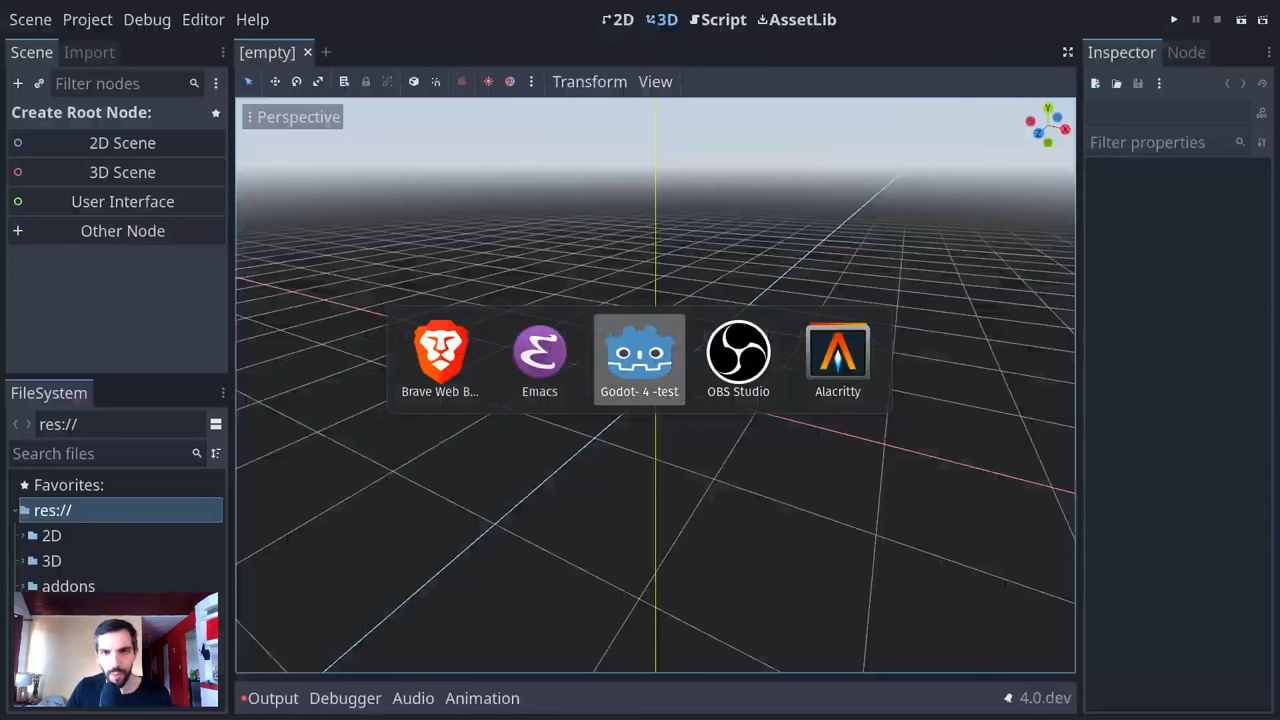 Scene Project Debug Editor Help
2D 3D Script AssetLib
Scene Import
Filter nodes
Create Root Node:
2D Scene
3D Scene
User Interface
Other Node
FileSystem
res://
Search files
Favorites:
res://
2D
3D
addons
[empty]
Transform View
Perspective
Y
X
Z
Brave Web B... Emacs Godot- 4 -test OBS Studio Alacritty
Output Debugger Audio Animation 4.0.dev
Inspector Node
Filter properties